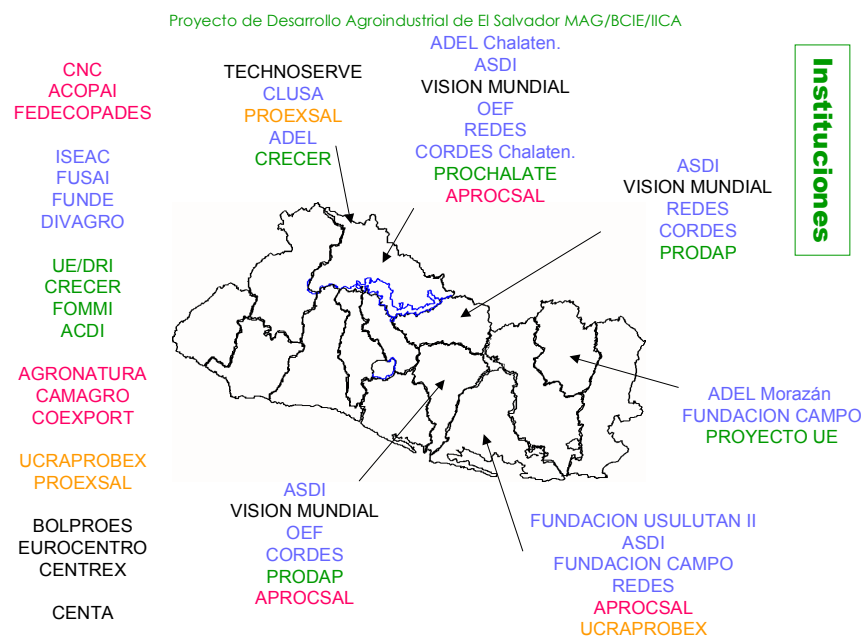 Proyecto de Desarrollo Agroindustrial de El Salvador MAG/BCIE/IICA
Instituciones
CNC
ACOPAI
FEDECOPADES
ISEAC
FUSAI
FUNDE
DIVAGRO
UE/DRI
CRECER
FOMMI
ACDI
AGRONATURA
CAMAGRO
COEXPORT
UCRAPROBEX
PROEXSAL
BOLPROES
EUROCENTRO
CENTREX
CENTA
TECHNOSERVE
CLUSA
PROEXSAL
ADEL
CRECER
ADEL Chalaten.
ASDI
VISION MUNDIAL
OEF
REDES
CORDES Chalaten.
PROCHALATE
APROCSAL
ASDI
VISION MUNDIAL
REDES
CORDES
PRODAP
ADEL Morazán
FUNDACION CAMPO
PROYECTO UE
ASDI
VISION MUNDIAL
OEF
CORDES
PRODAP
APROCSAL
FUNDACION USULUTAN II
ASDI
FUNDACION CAMPO
REDES
APROCSAL
UCRAPROBEX